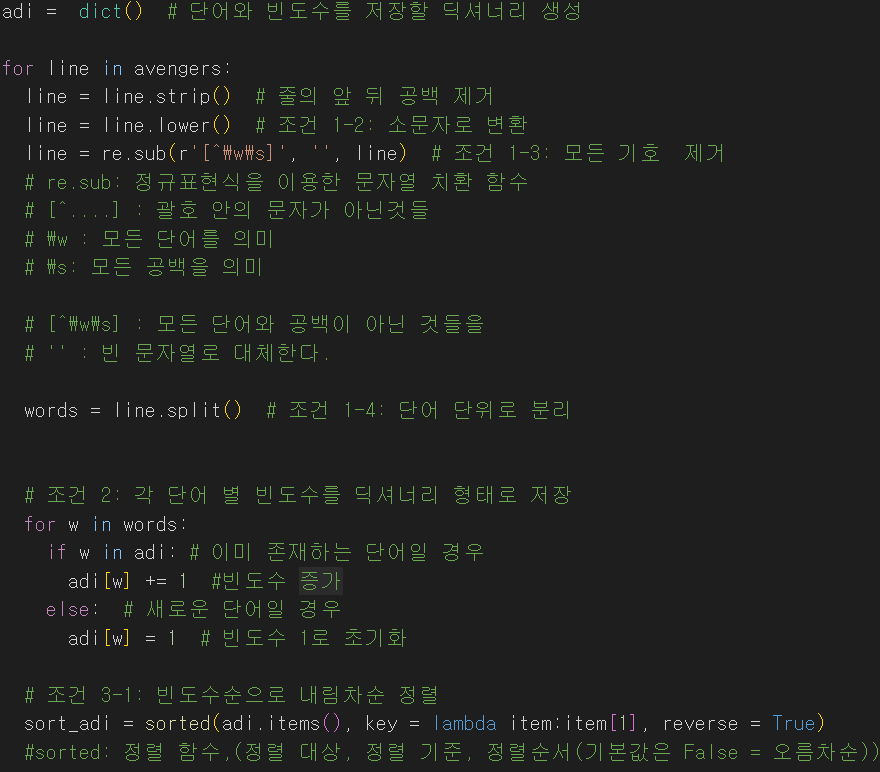 adi =  dict()  # 단어와 빈도수를 저장할 딕셔너리 생성

for line in avengers:
  line = line.strip()  # 줄의 앞 뒤 공백 제거
  line = line.lower()  # 조건 1-2: 소문자로 변환
  line = re.sub(r'[^₩w₩s]', '', line)  # 조건 1-3: 모든 기호  제거
  # re.sub: 정규표현식을 이용한 문자열 치환 함수
  # [^....] : 괄호 안의 문자가 아닌것들
  # ₩w : 모든 단어를 의미
  # ₩s: 모든 공백을 의미

  # [^₩w₩s] : 모든 단어와 공백이 아닌 것들을
  # '' : 빈 문자열로 대체한다.

  words = line.split()  # 조건 1-4: 단어 단위로 분리


  # 조건 2: 각 단어 별 빈도수를 딕셔너리 형태로 저장
  for w in words:
    if w in adi: # 이미 존재하는 단어일 경우
      adi[w] += 1  #빈도수 증가
    else:  # 새로운 단어일 경우
      adi[w] = 1  # 빈도수 1로 초기화

  # 조건 3-1: 빈도수순으로 내림차순 정렬
  sort_adi = sorted(adi.items(), key = lambda item:item[1], reverse = True)
  #sorted: 정렬 함수,(정렬 대상, 정렬 기준, 정렬순서(기본값은 False = 오름차순))